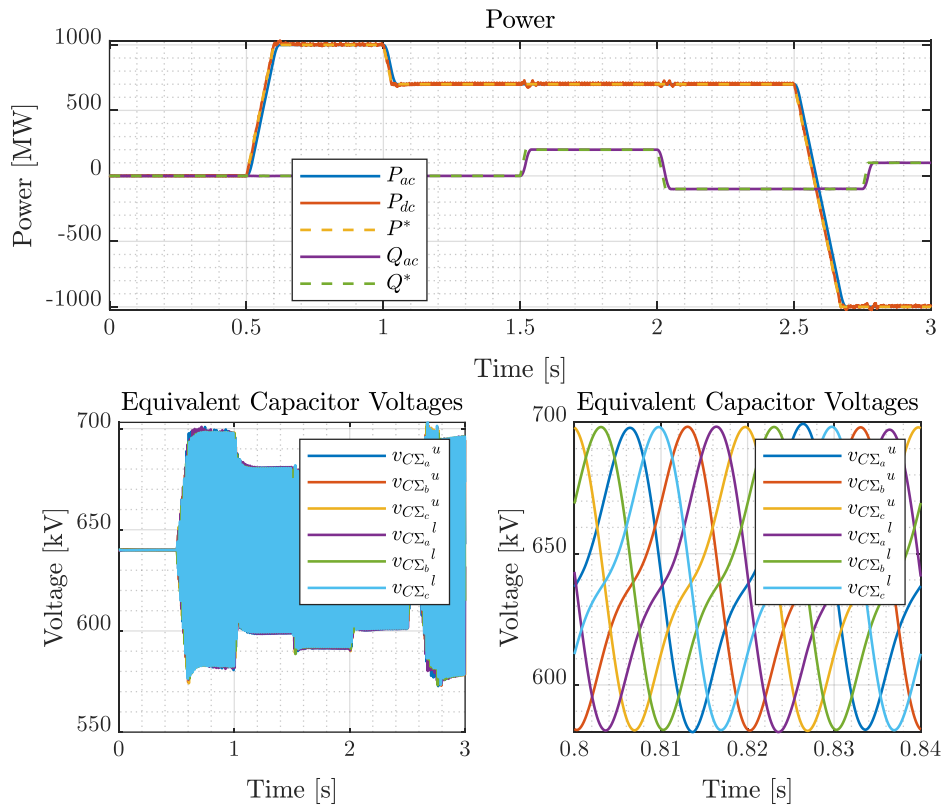 Power
1000
500
0
-500
-1000
Power [MW]
P_ac
P_dc
P*
Q_ac
Q*
0 0.5 1 1.5 2 2.5 3
Time [s]
Equivalent Capacitor Voltages
700
650
600
550
Voltage [kV]
v_CΣ_a^u
v_CΣ_b^u
v_CΣ_c^u
v_CΣ_a^l
v_CΣ_b^l
v_CΣ_c^l
0 1 2 3
Time [s]
Equivalent Capacitor Voltages
700
650
600
Voltage [kV]
v_CΣ_a^u
v_CΣ_b^u
v_CΣ_c^u
v_CΣ_a^l
v_CΣ_b^l
v_CΣ_c^l
0.8 0.81 0.82 0.83 0.84
Time [s]